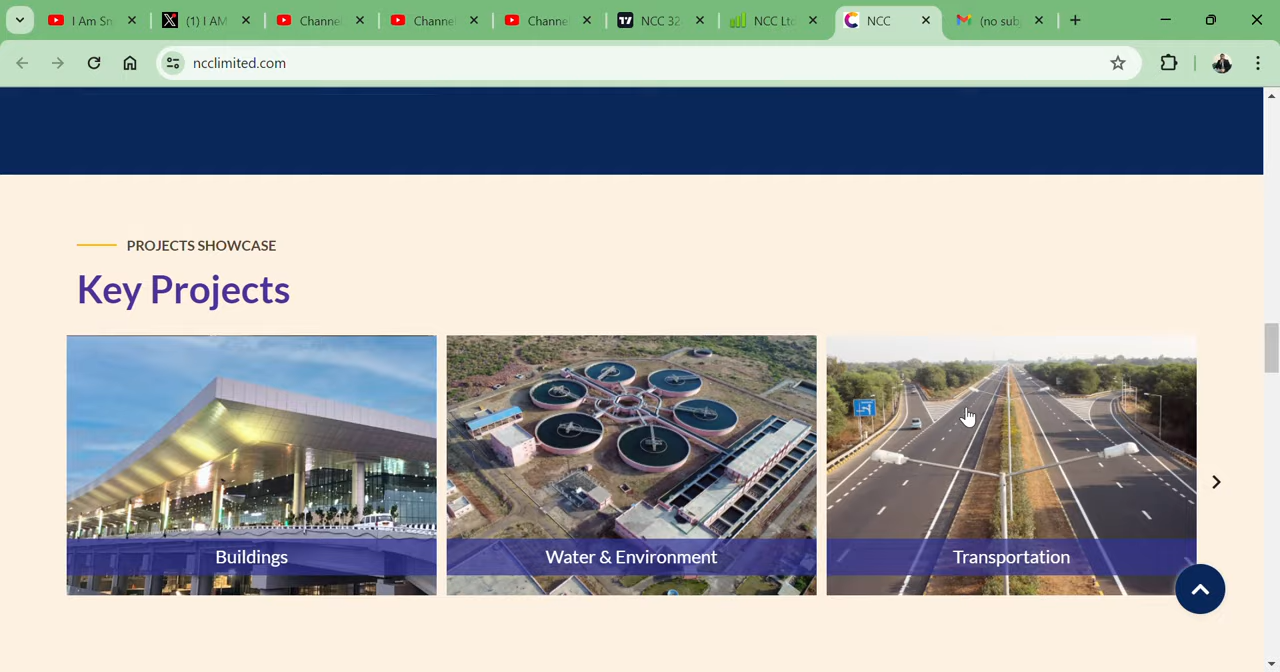 I Am Sn
(1) I AM
Channe
Channe
Channe
NCC 32
NCC Ltd
NCC
(no sub
ncclimited.com
PROJECTS SHOWCASE
Key Projects
Buildings
Water & Environment
Transportation